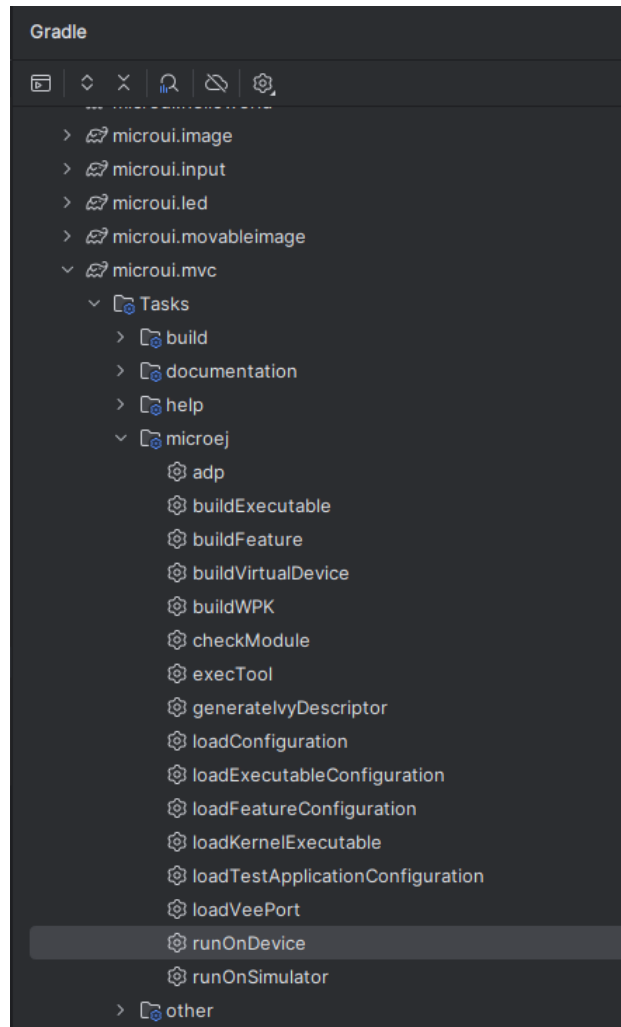 Gradle
microui.image
microui.input
microui.led
microui.movableimage
microui.mvc
Tasks
build
documentation
help
microej
adp
buildExecutable
buildFeature
buildVirtualDevice
buildWPK
checkModule
execTool
generateIvyDescriptor
loadConfiguration
loadExecutableConfiguration
loadFeatureConfiguration
loadKernelExecutable
loadTestApplicationConfiguration
loadVeePort
runOnDevice
runOnSimulator
other